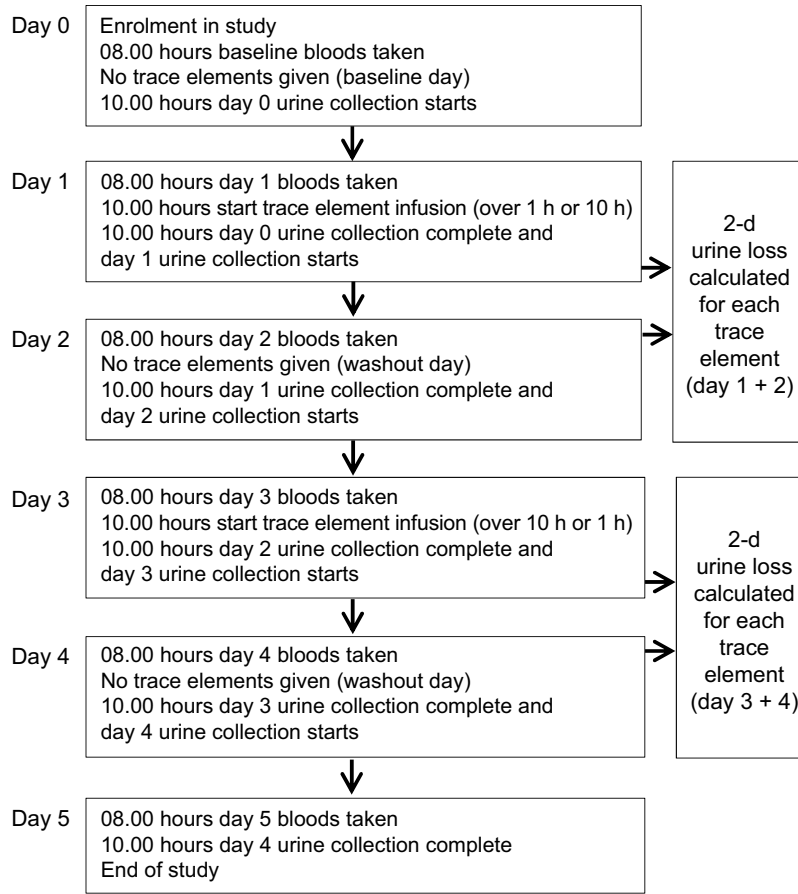 Day 0
Enrolment in study
08.00 hours baseline bloods taken
No trace elements given (baseline day)
10.00 hours day 0 urine collection starts
Day 1
08.00 hours day 1 bloods taken
10.00 hours start trace element infusion (over 1 h or 10 h)
10.00 hours day 0 urine collection complete and
day 1 urine collection starts
Day 2
08.00 hours day 2 bloods taken
No trace elements given (washout day)
10.00 hours day 1 urine collection complete and
day 2 urine collection starts
2-d
urine loss
calculated
for each
trace
element
(day 1 + 2)
Day 3
08.00 hours day 3 bloods taken
10.00 hours start trace element infusion (over 10 h or 1 h)
10.00 hours day 2 urine collection complete and
day 3 urine collection starts
Day 4
08.00 hours day 4 bloods taken
No trace elements given (washout day)
10.00 hours day 3 urine collection complete and
day 4 urine collection starts
2-d
urine loss
calculated
for each
trace
element
(day 3 + 4)
Day 5
08.00 hours day 5 bloods taken
10.00 hours day 4 urine collection complete
End of study